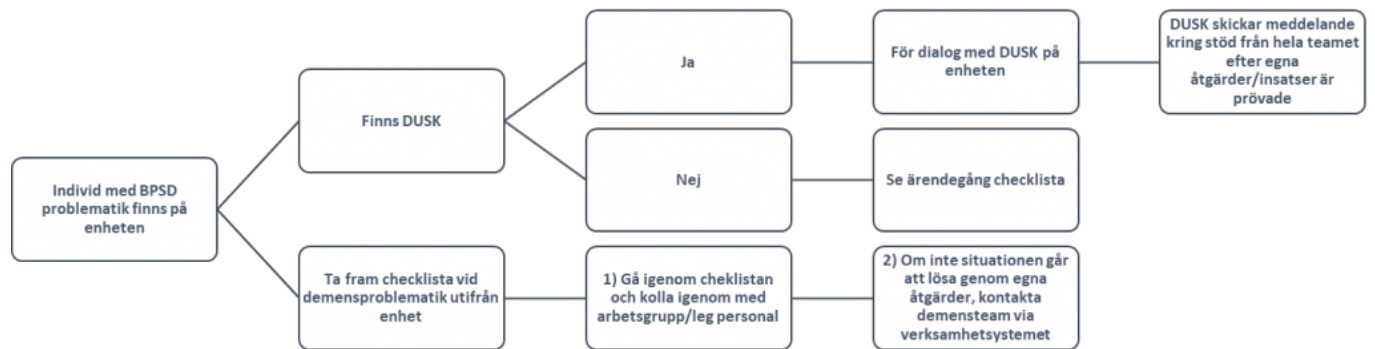 Individ med BPSD
problematik finns på
enheten
Finns DUSK
Ja
För dialog med DUSK på
enheten
DUSK skickar meddelande
kring stöd från hela teamet
efter egna
åtgärder/insatser är
prövade
Nej
Se ärendegång checklista
Ta fram checklista vid
demensproblematik utifrån
enhet
1) Gå igenom cheklistan
och kolla igenom med
arbetsgrupp/leg personal
2) Om inte situationen går
att lösa genom egna
åtgärder, kontakta
demensteam via
verksamhetsystemet